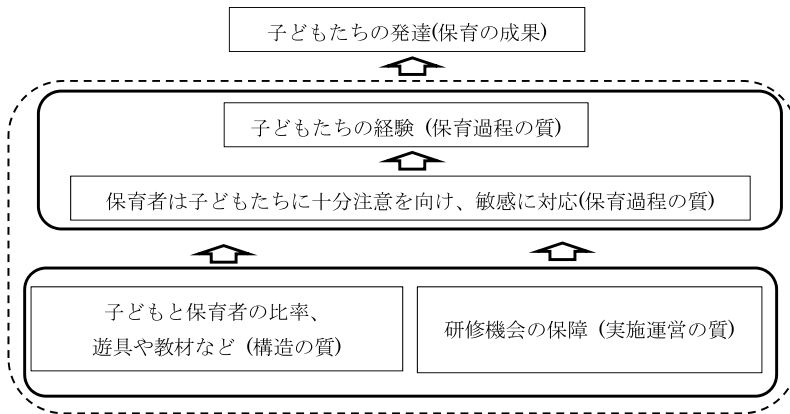 子どもたちの発達(保育の成果)
子どもたちの経験 (保育過程の質)
保育者は子どもたちに十分注意を向け、敏感に対応(保育過程の質)
子どもと保育者の比率、
遊具や教材など (構造の質)
研修機会の保障 (実施運営の質)